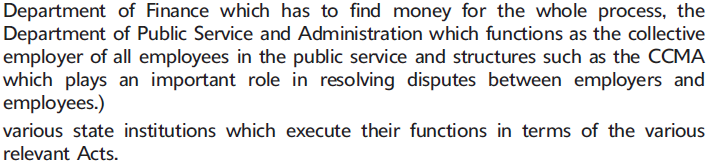 Department of Finance which has to find money for the whole process, the
Department of Public Service and Administration which functions as the collective
employer of all employees in the public service and structures such as the CCMA
which plays an important role in resolving disputes between employers and
employees.)
various state institutions which execute their functions in terms of the various
relevant Acts.